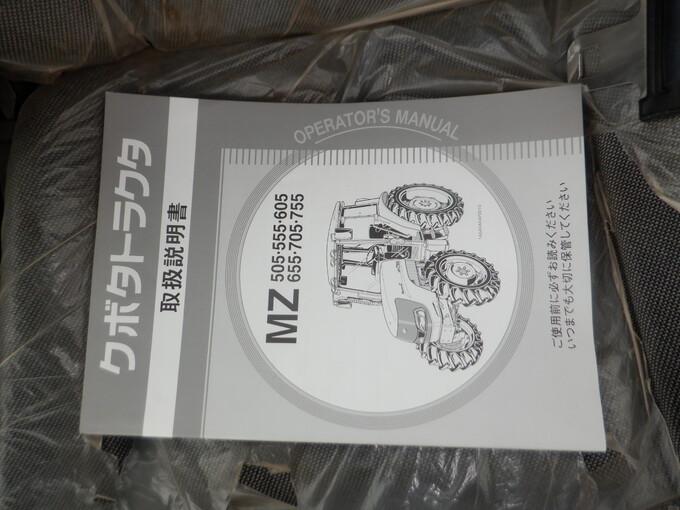 クボタトラクタ
取扱説明書
OPERATOR'S MANUAL
MZ
505・555・605
655・705・755
ご使用前に必ずお読みください
いつまでも大切に保管してください